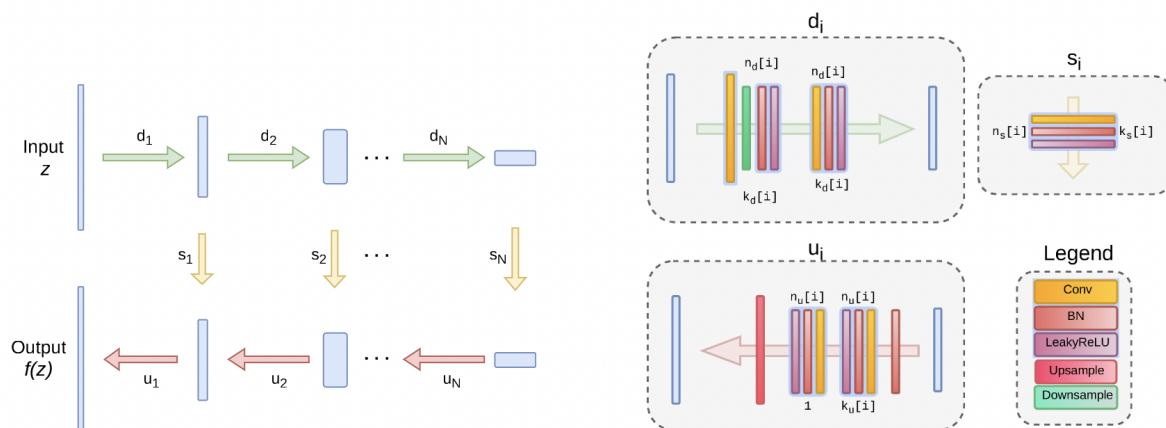 Input
z
d1
d2
...
dN
s1
s2
...
sN
Output
f(z)
u1
u2
...
uN
di
nd[i]
nd[i]
kd[i]
kd[i]
si
ns[i]
ks[i]
ui
nu[i]
nu[i]
1
ku[i]
Legend
Conv
BN
LeakyReLU
Upsample
Downsample